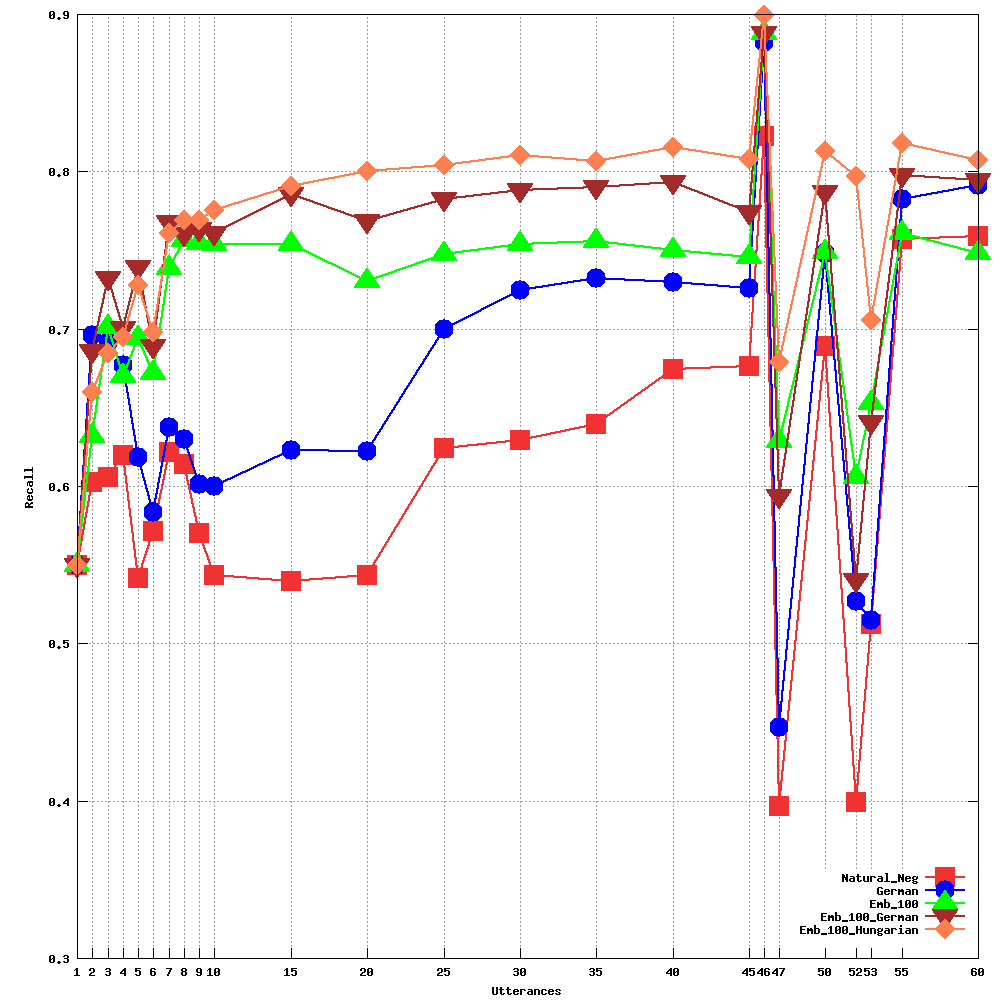 0.9
0.8
0.7
0.6
0.5
0.4
0.3
Recall
1 2 3 4 5 6 7 8 9 10 15 20 25 30 35 40 45 46 47 50 52 53 55 60
Utterances
Natural_Neg
German
Emb_100
Emb_100_German
Emb_100_Hungarian